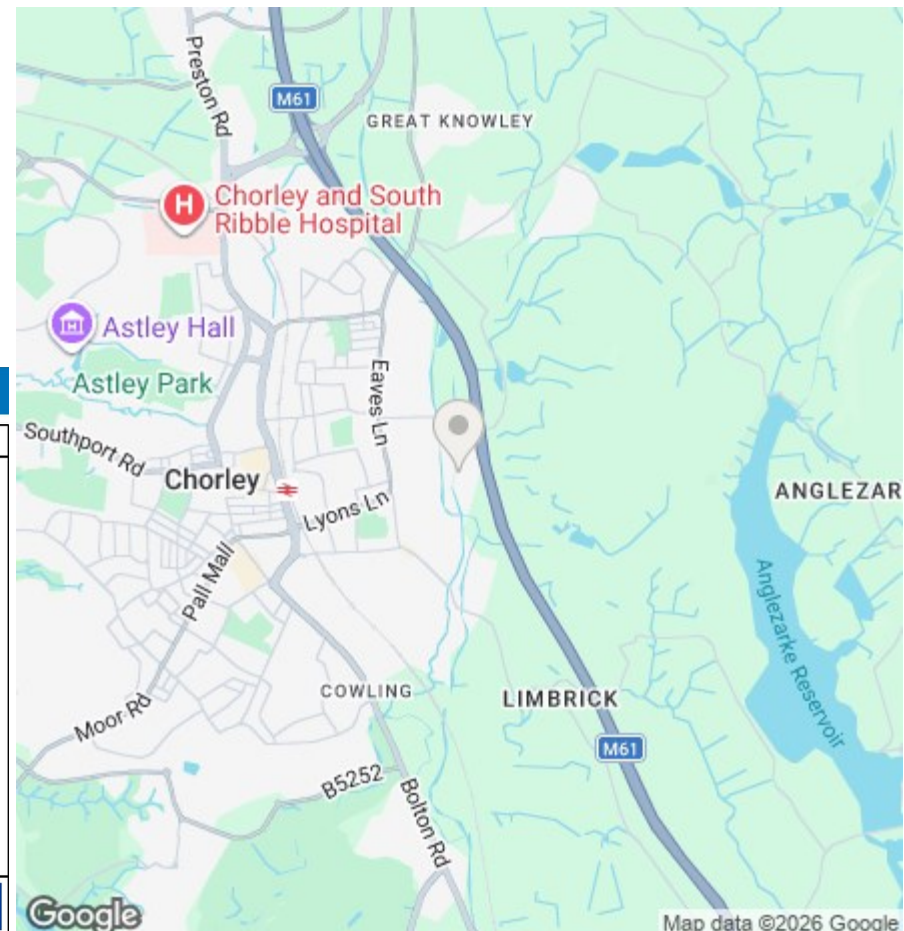 Preston Rd
M61
GREAT KNOWLEY
H
Chorley and South
Ribble Hospital
Astley Hall
Astley Park
Eaves Ln
Southport Rd
Chorley
Lyons Ln
ANGLEZAR
Pall Mall
Anglezarke Reservoir
COWLING
LIMBRICK
Moor Rd
M61
B5252
Bolton Rd
Google
Map data ©2026 Google